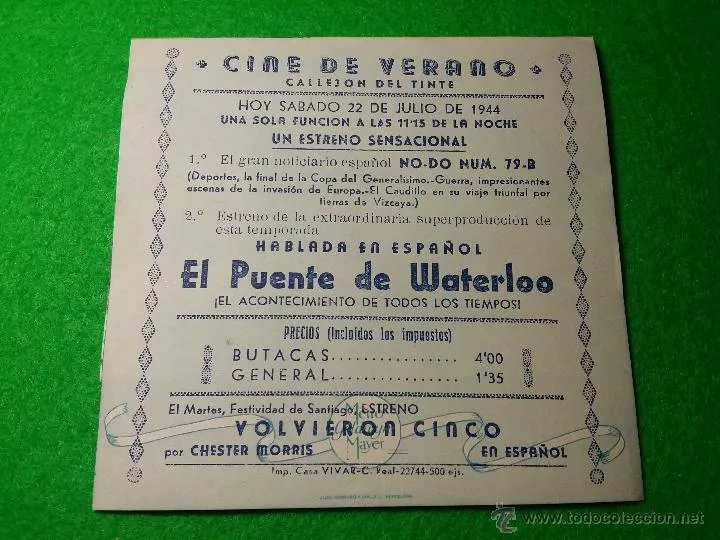 CINE DE VERANO
CALLEJON DEL TINTE
HOY SABADO 22 DE JULIO DE 1944
UNA SOLA FUNCION A LAS 11-15 DE LA NOCHE
UN ESTRENO SENSACIONAL
1.º El gran noticiario español NO-DO NUM. 79-B
(Deportes, la final de la Copa del Generalísimo.-Guerra, impresionantes
escenas de la invasión de Europa.-El Caudillo en su viaje triunfal por
tierras de Vizcaya.)
2.º Estreno de la extraordinaria superproducción de
esta temporada
HABLADA EN ESPAÑOL
El Puente de Waterloo
¡EL ACONTECIMIENTO DE TODOS LOS TIEMPOS!
PRECIOS (Incluidos los impuestos)
BUTACAS................. 4'00
GENERAL................. 1'35
El Martes, Festividad de Santiago, ESTRENO
Metro
Goldwyn
Mayer
VOLVIERON CINCO
por CHESTER MORRIS EN ESPAÑOL
Imp. Casa VIVAR-C. Real-22744-500 ejs.
www.todocoleccion.net